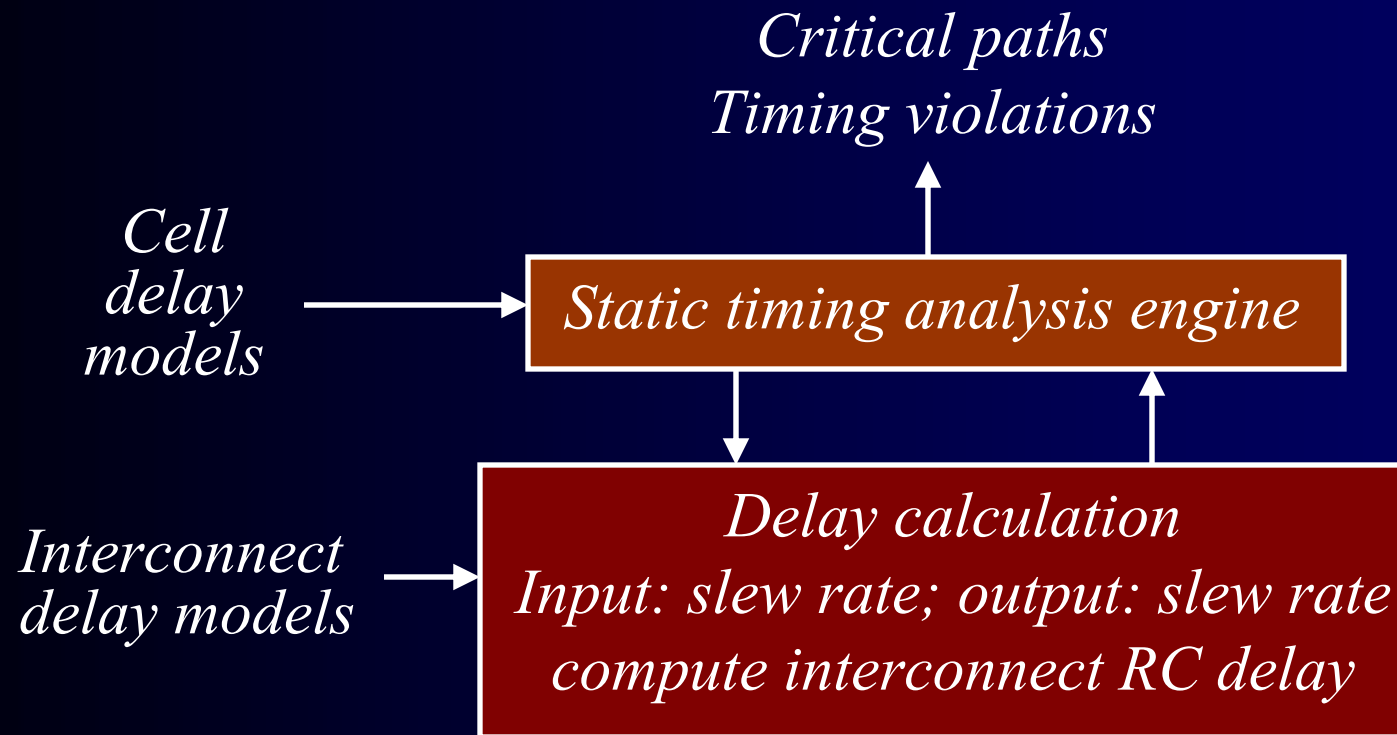 Critical paths
Timing violations
Cell
delay
models
Static timing analysis engine
Interconnect
delay models
Delay calculation
Input: slew rate; output: slew rate
compute interconnect RC delay